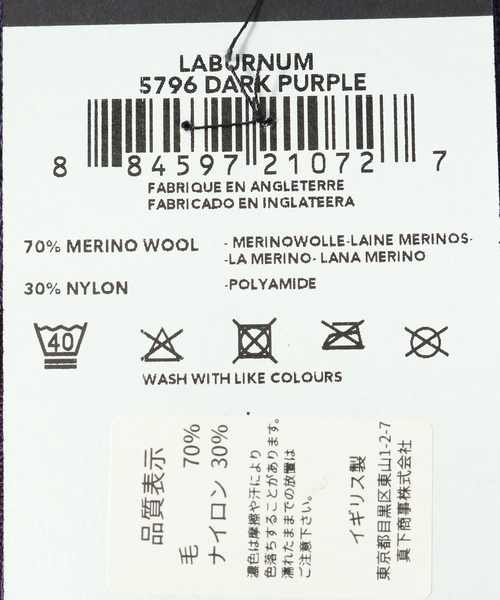 LABURNUM
5796 DARK PURPLE
8 84597 21072 7
FABRIQUE EN ANGLETERRE
FABRICADO EN INGLATEERA
70% MERINO WOOL
- MERINOWOLLE-LAINE MERINOS-
-LA MERINO- LANA MERINO
30% NYLON
-POLYAMIDE
40
WASH WITH LIKE COLOURS
品質表示
毛 70%
ナイロン 30%
濃色は摩擦や汗により
色落ちすることがあります。
濡れたままでの放置は
ご注意下さい。
イギリス製
東京都目黒区東山1-2-7
真下商事株式会社